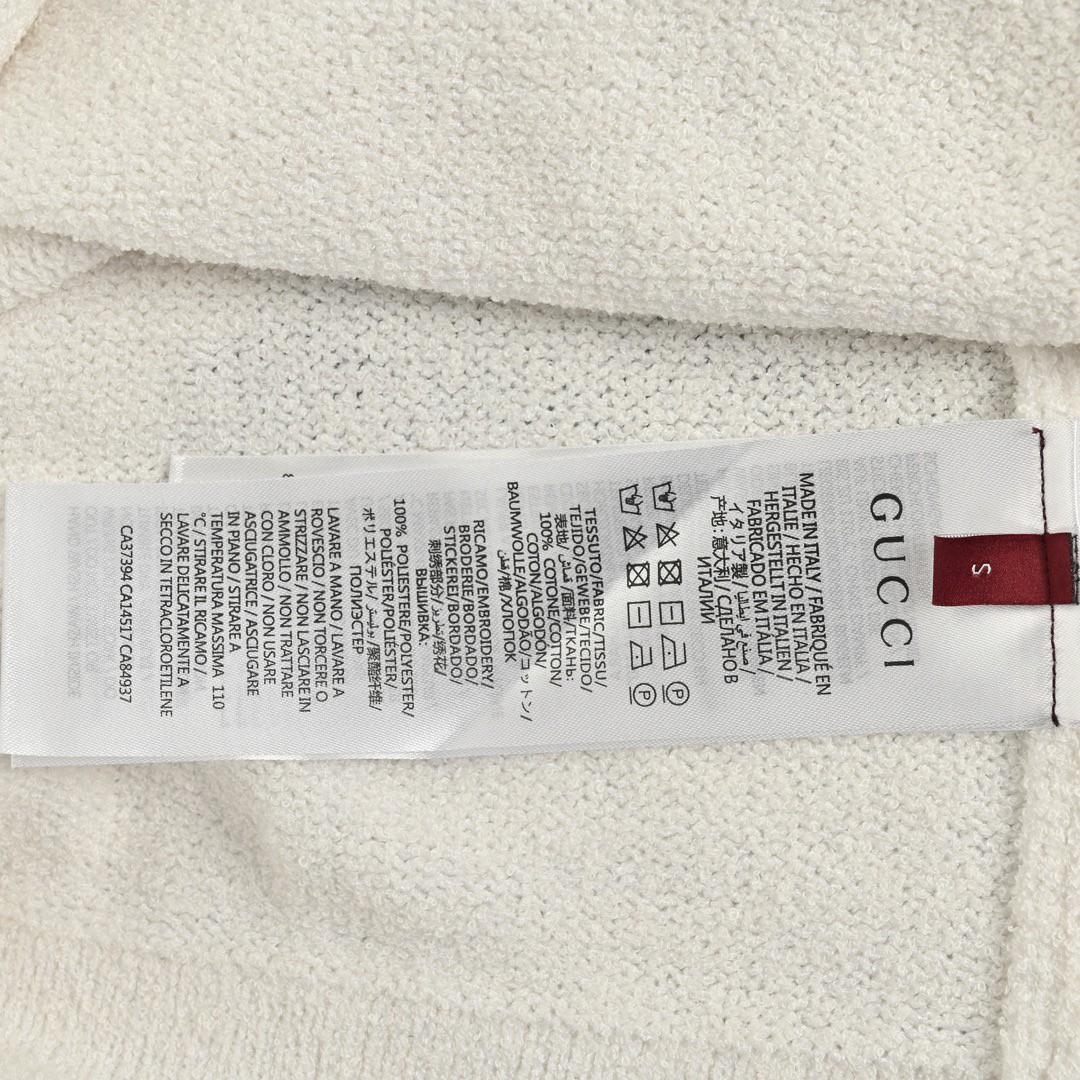 GUCCI
S
MADE IN ITALY / FABRIQUÉ EN
ITALIE / HECHO EN ITALIA /
HERGESTELLT IN ITALIEN /
FABRICADO EM ITÁLIA /
イタリア製 / صنع في إيطاليا /
产地: 意大利 / СДЕЛАНО В
ИТАЛИИ
P
P
TESSUTO/FABRIC/TISSU/
TEJIDO/GEWEBE/TECIDO/
表地/ قماش /面料/ТКАНЬ:
100% COTONE/COTTON/
COTON/ALGODON/
BAUMWOLLE/ALGODÃO/コットン/
قطن /棉/ХЛОПОК
RICAMO/EMBROIDERY/
BRODERIE/BORDADO/
STICKEREI/BORDADO/
刺绣部分/ تطريز /绣花/
ВЫШИВКА:
100% POLIESTERE/POLYESTER/
POLIÉSTER/POLIÉSTER/
ポリエステル/ بوليستر /聚酯纤维/
ПОЛИЭСТЕР
LAVARE A MANO / LAVARE A
ROVESCIO / NON TORCERE O
STRIZZARE / NON LASCIARE IN
AMMOLLO / NON TRATTARE
CON CLORO / NON USARE
ASCIUGATRICE / ASCIUGARE
IN PIANO / STIRARE A
TEMPERATURA MASSIMA 110
°C / STIRARE IL RICAMO /
LAVARE DELICATAMENTE A
SECCO IN TETRACLOROETILENE
CA37394 CA14517 CA84937